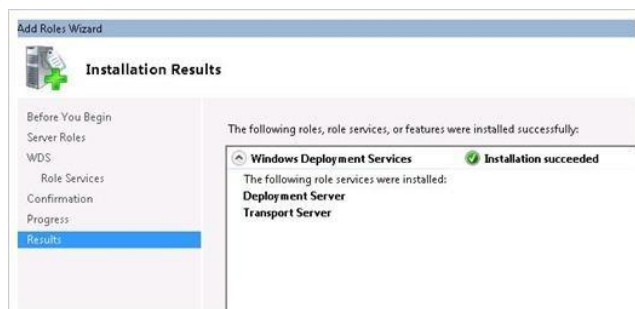 Add Roles Wizard
Installation Results
Before You Begin
Server Roles
WDS
Role Services
Confirmation
Progress
Results
The following roles, role services, or features were installed successfully:
Windows Deployment Services
Installation succeeded
The following role services were installed:
Deployment Server
Transport Server